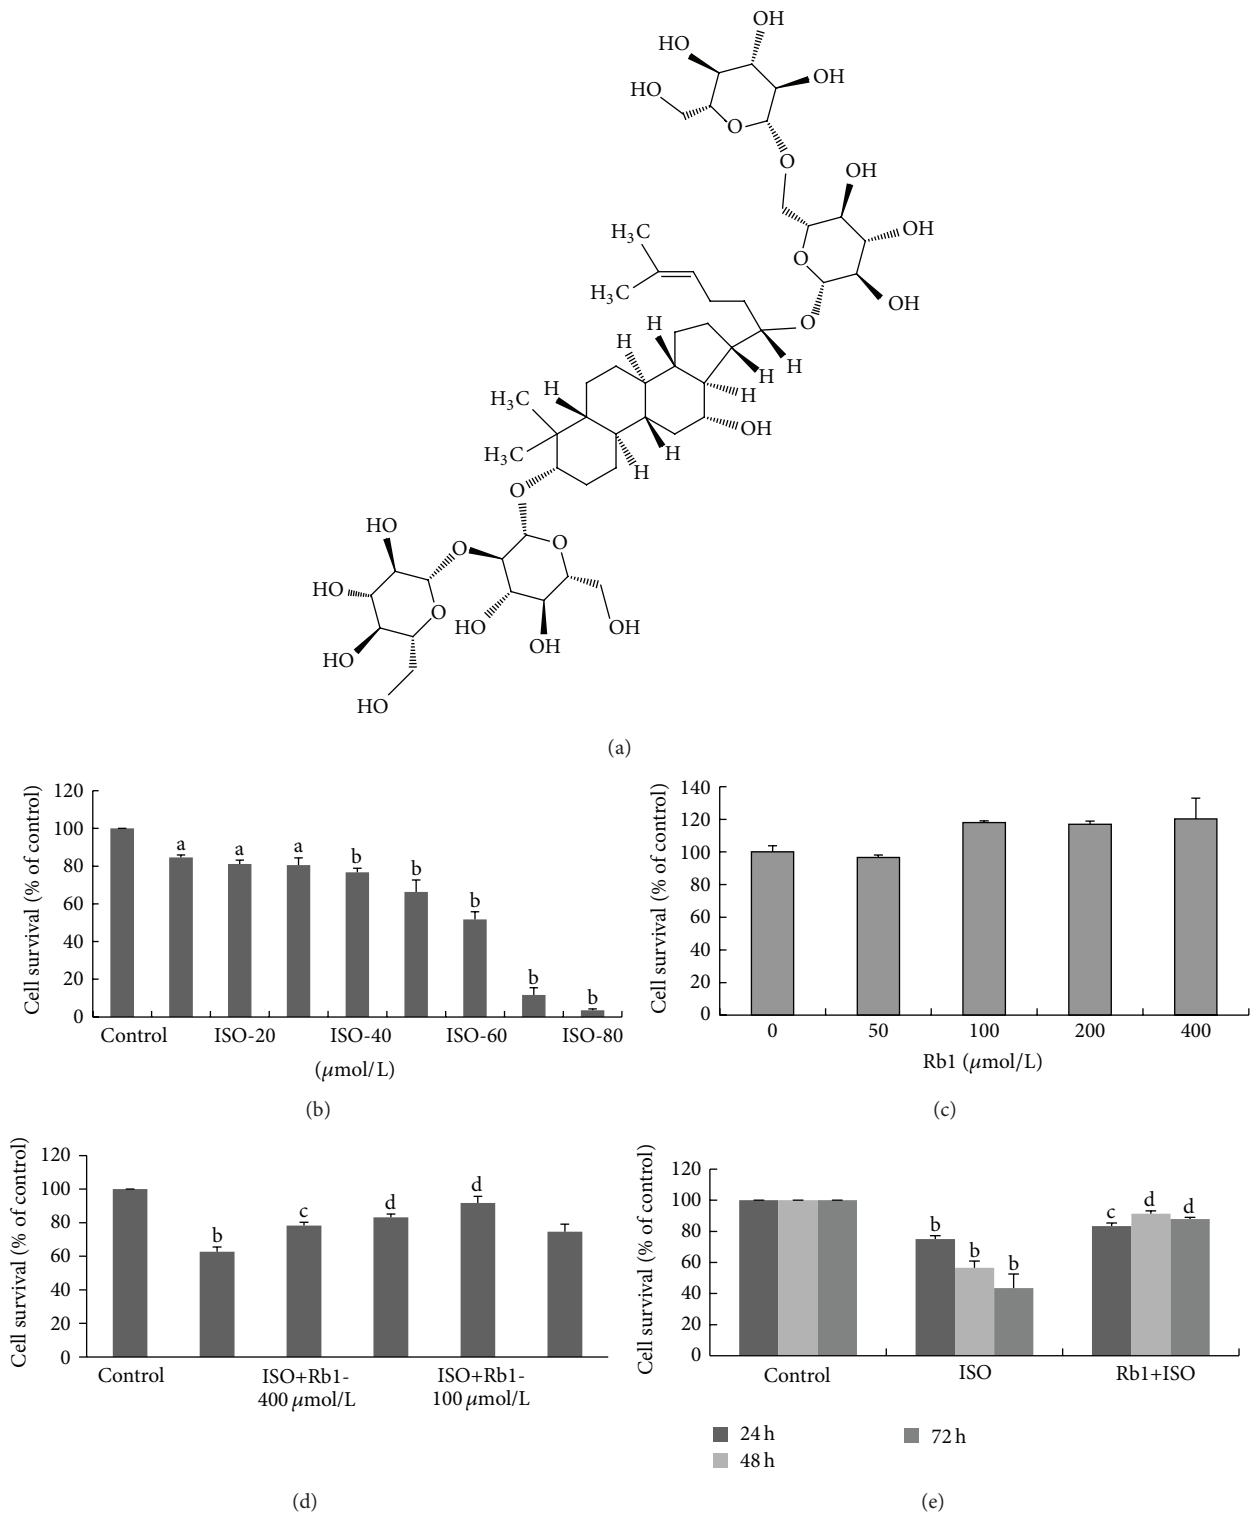 OH
HO
OH
HO
O
O
OH
H₃C
OH
O
H₃C
OH
O
H
H
H
H
H
H
H₃C
OH
H₃C
H
H
O
HO
O
O
HO
O
HO
OH
HO
OH
HO
(a)
Cell survival (% of control)
120
100
80
60
40
20
0
a
a
a
b
b
b
b
b
Control
ISO-20
ISO-40
ISO-60
ISO-80
(μmol/L)
(b)
Cell survival (% of control)
140
120
100
80
60
40
20
0
0
50
100
200
400
Rb1 (μmol/L)
(c)
Cell survival (% of control)
120
100
80
60
40
20
0
b
c
d
d
Control
ISO+Rb1-
400 μmol/L
ISO+Rb1-
100 μmol/L
(d)
Cell survival (% of control)
120
100
80
60
40
20
0
b
b
b
c
d
d
Control
ISO
Rb1+ISO
24 h
48 h
72 h
(e)